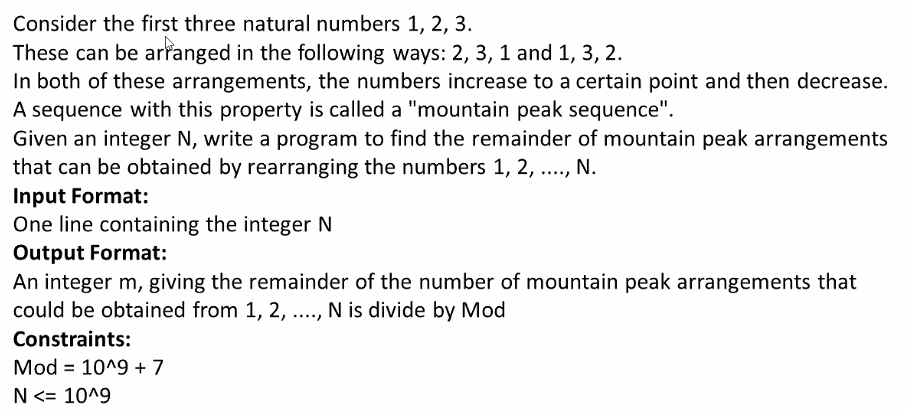 Consider the first three natural numbers 1, 2, 3.
These can be arranged in the following ways: 2, 3, 1 and 1, 3, 2.
In both of these arrangements, the numbers increase to a certain point and then decrease.
A sequence with this property is called a "mountain peak sequence".
Given an integer N, write a program to find the remainder of mountain peak arrangements
that can be obtained by rearranging the numbers 1, 2, ...., N.
Input Format:
One line containing the integer N
Output Format:
An integer m, giving the remainder of the number of mountain peak arrangements that
could be obtained from 1, 2, ...., N is divide by Mod
Constraints:
Mod = 10^9 + 7
N <= 10^9